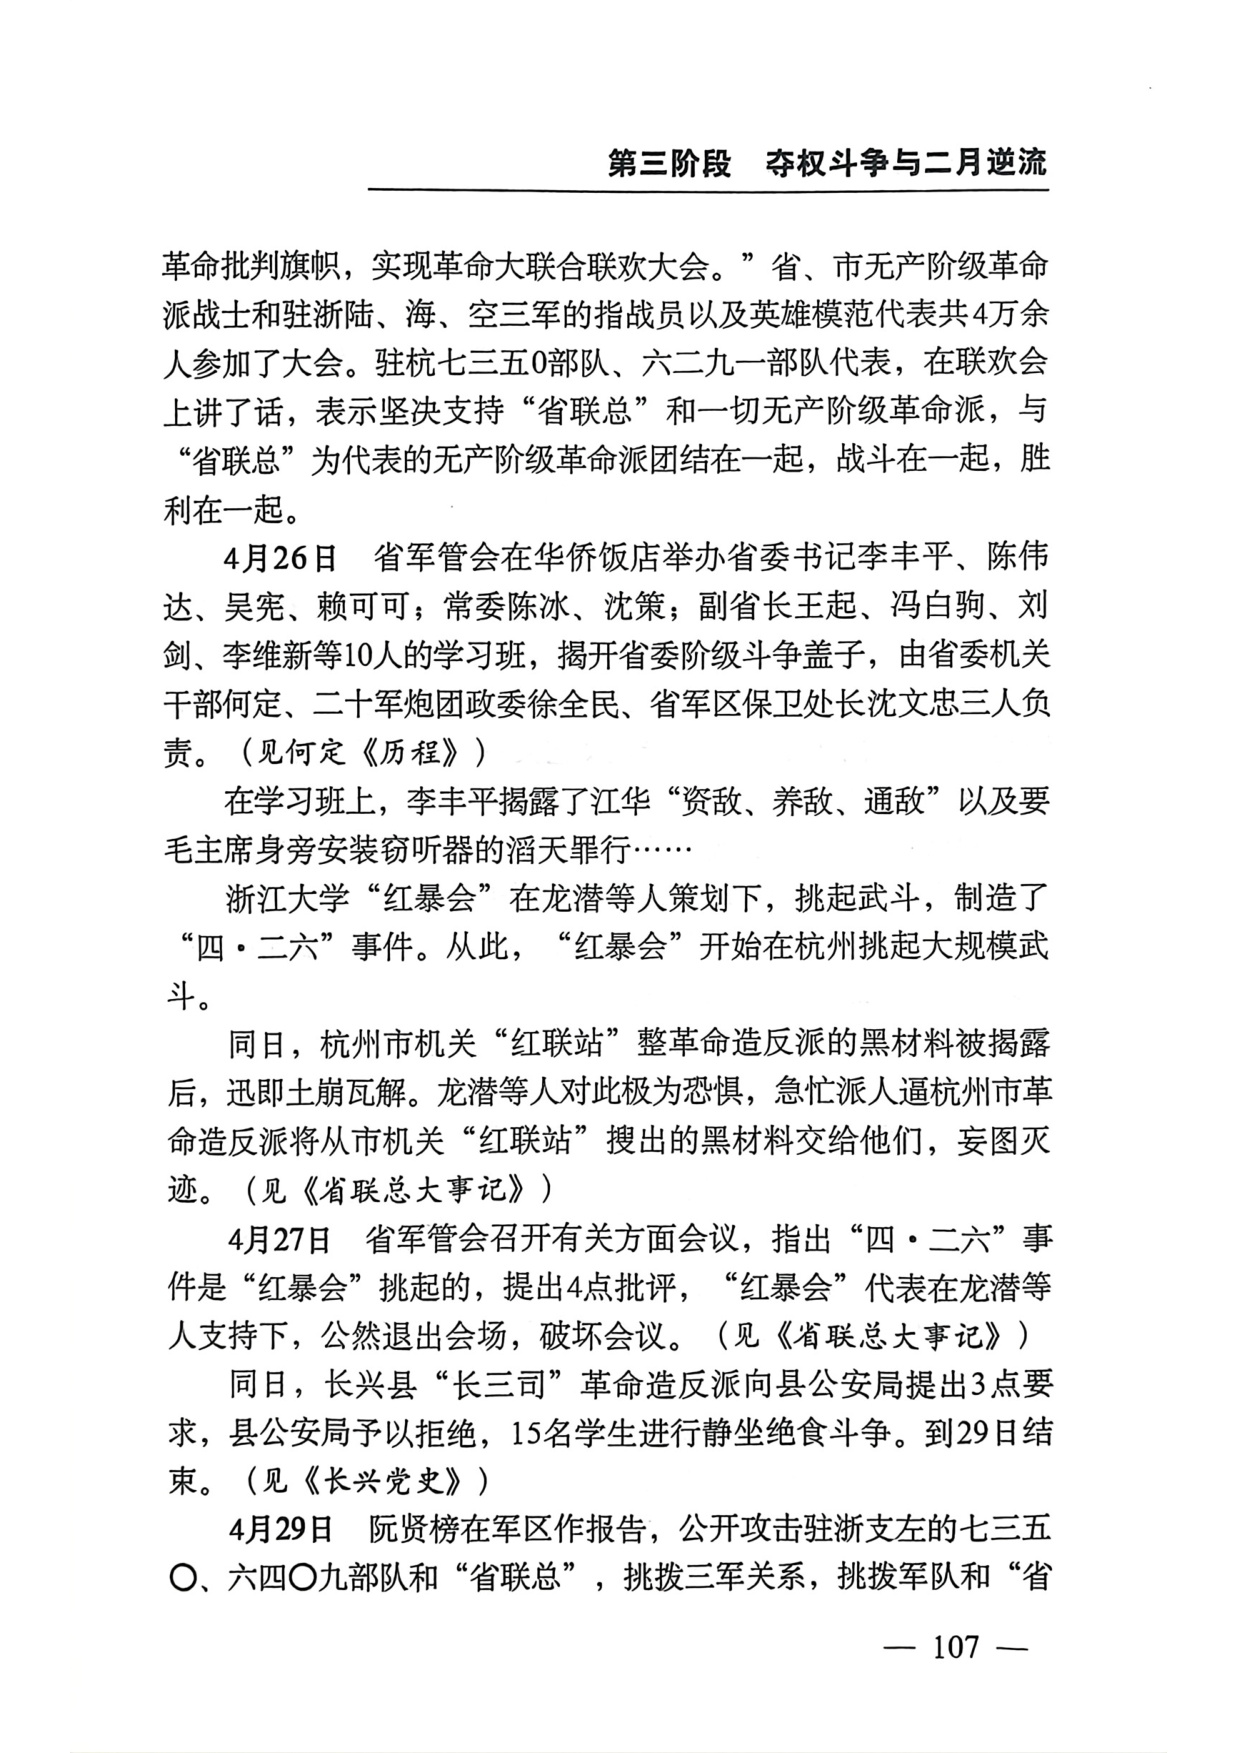 第三阶段　夺权斗争与二月逆流
革命批判旗帜，实现革命大联合联欢大会。”省、市无产阶级革命
派战士和驻浙陆、海、空三军的指战员以及英雄模范代表共4万余
人参加了大会。驻杭七三五0部队、六二九一部队代表，在联欢会
上讲了话，表示坚决支持“省联总”和一切无产阶级革命派，与
“省联总”为代表的无产阶级革命派团结在一起，战斗在一起，胜
利在一起。
4月26日　省军管会在华侨饭店举办省委书记李丰平、陈伟
达、吴宪、赖可可；常委陈冰、沈策；副省长王起、冯白驹、刘
剑、李维新等10人的学习班，揭开省委阶级斗争盖子，由省委机关
干部何定、二十军炮团政委徐全民、省军区保卫处长沈文忠三人负
责。（见何定《历程》）
在学习班上，李丰平揭露了江华“资敌、养敌、通敌”以及要
毛主席身旁安装窃听器的滔天罪行……
浙江大学“红暴会”在龙潜等人策划下，挑起武斗，制造了
“四·二六”事件。从此，“红暴会”开始在杭州挑起大规模武
斗。
同日，杭州市机关“红联站”整革命造反派的黑材料被揭露
后，迅即土崩瓦解。龙潜等人对此极为恐惧，急忙派人逼杭州市革
命造反派将从市机关“红联站”搜出的黑材料交给他们，妄图灭
迹。（见《省联总大事记》）
4月27日　省军管会召开有关方面会议，指出“四·二六”事
件是“红暴会”挑起的，提出4点批评，“红暴会”代表在龙潜等
人支持下，公然退出会场，破坏会议。（见《省联总大事记》）
同日，长兴县“长三司”革命造反派向县公安局提出3点要
求，县公安局予以拒绝，15名学生进行静坐绝食斗争。到29日结
束。（见《长兴党史》）
4月29日　阮贤榜在军区作报告，公开攻击驻浙支左的七三五
〇、六四〇九部队和“省联总”，挑拨三军关系，挑拨军队和“省
— 107 —